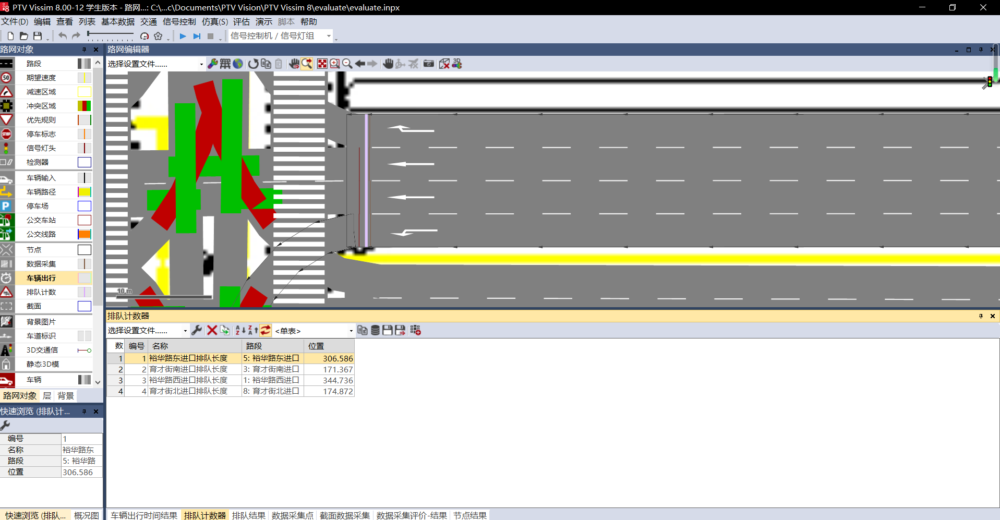 PTV Vissim 8.00-12 学生版本 - 路网...: C:\...c\Documents\PTV Vision\PTV Vissim 8\evaluate\evaluate.inpx
文件(D) 编辑 查看 列表 基本数据 交通 信号控制 仿真(S) 评估 演示 脚本 帮助
信号控制机 / 信号灯组
路网对象
路段
50 期望速度
减速区域
冲突区域
优先规则
STOP 停车标志
信号灯头
检测器
车辆输入
车辆路径
P 停车场
公交车站
公交线路
节点
数据采集
车辆出行
排队计数
截面
背景图片
车道标识
3D交通信
静态3D模
车辆
路网对象 层 背景
快速浏览 (排队计...
编号 1
名称 裕华路东
路段 5: 裕华路
位置 306.586
快速浏览 (排队... 概况图
路网编辑器
选择设置文件...... 3D
10 m
排队计数器
选择设置文件...... <单表>
数 编号 名称 路段 位置
1 1 裕华路东进口排队长度 5: 裕华路东进口 306.586
2 2 育才街南进口排队长度 3: 育才街南进口 171.367
3 3 裕华路西进口排队长度 1: 裕华路西进口 344.736
4 4 育才街北进口排队长度 8: 育才街北进口 174.872
车辆出行时间结果 排队计数器 排队结果 数据采集点 截面数据采集 数据采集评价-结果 节点结果